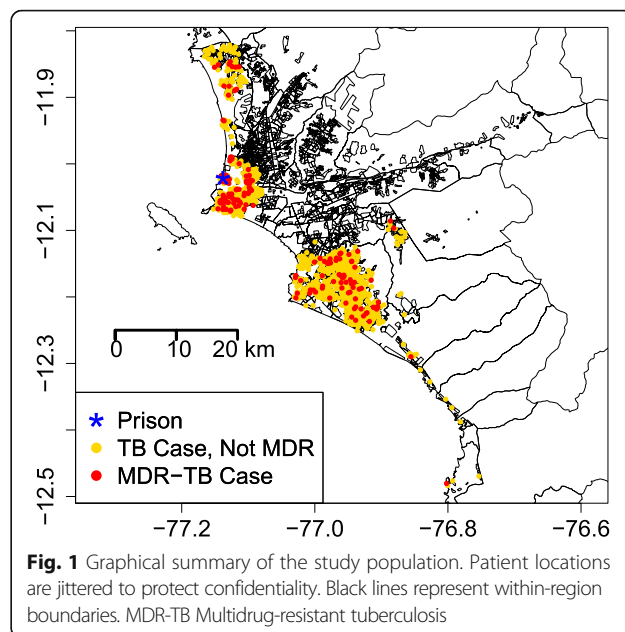 −11.9
−12.1
−12.3
−12.5
0 10 20 km
* Prison
TB Case, Not MDR
MDR−TB Case
−77.2 −77.0 −76.8 −76.6
Fig. 1 Graphical summary of the study population. Patient locations
are jittered to protect confidentiality. Black lines represent within-region
boundaries. MDR-TB Multidrug-resistant tuberculosis